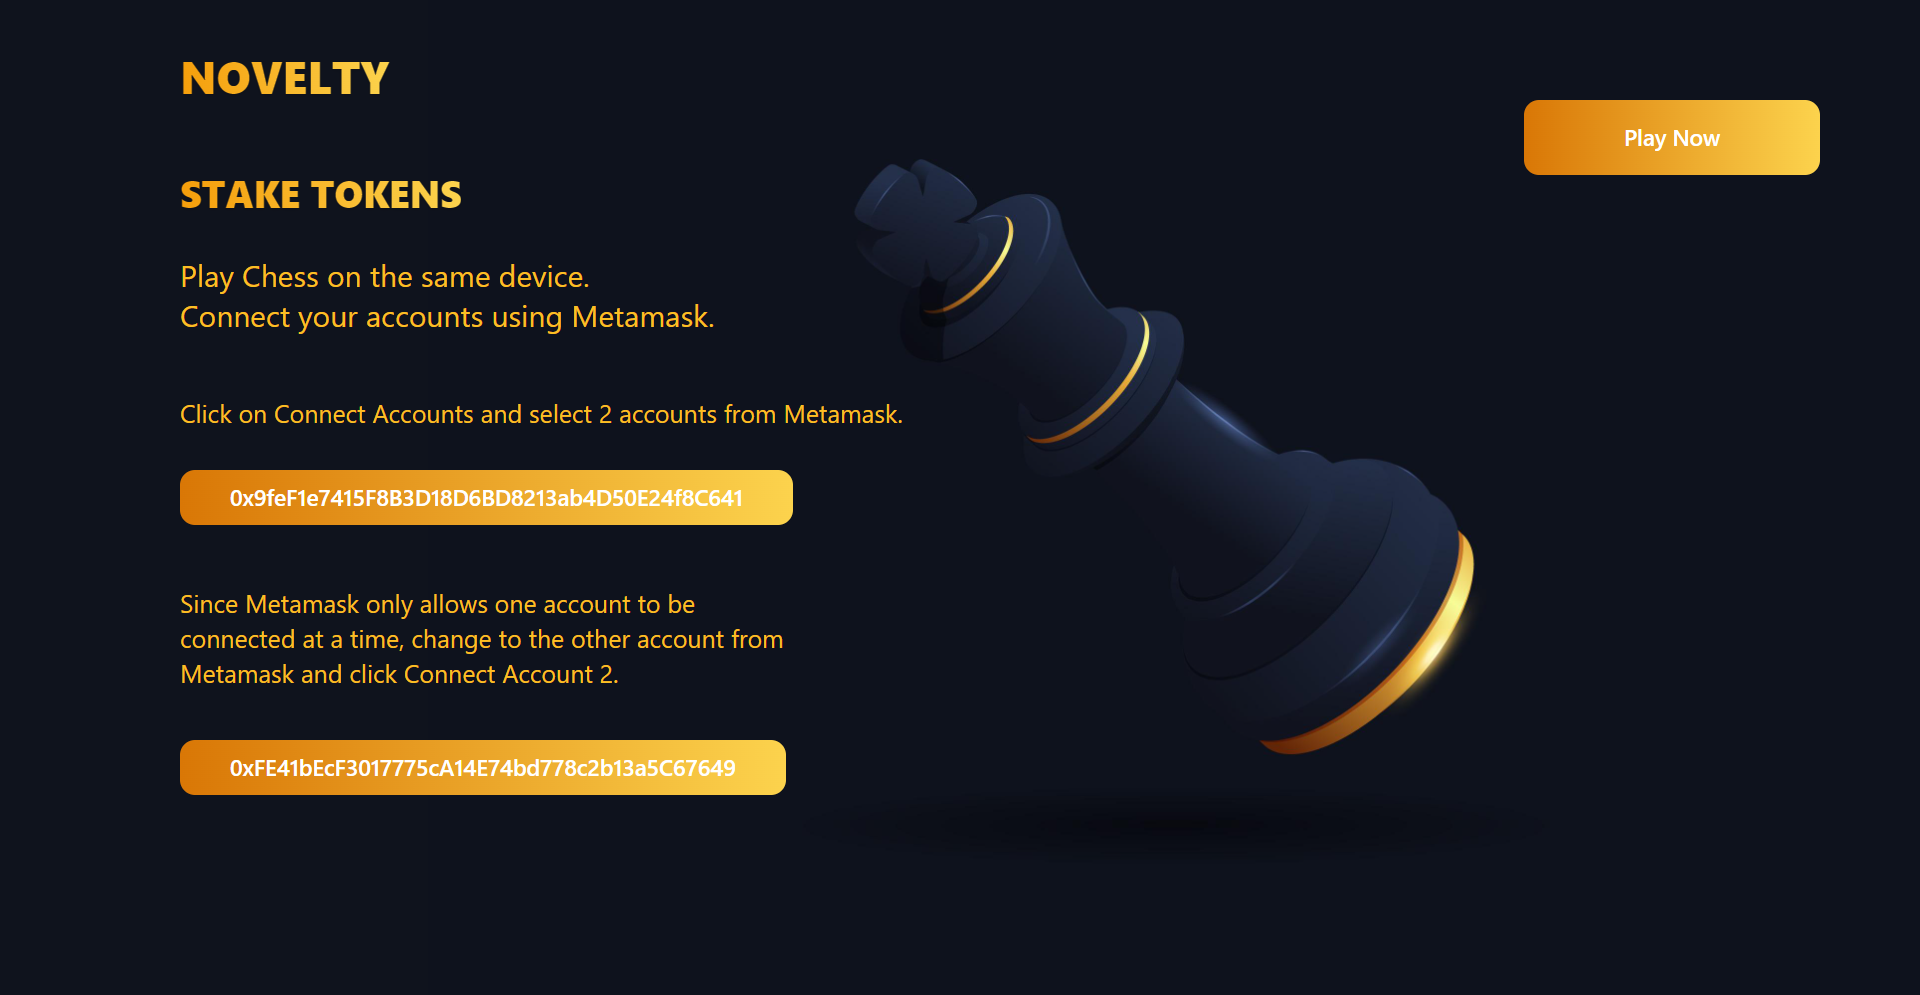 NOVELTY
Play Now
STAKE TOKENS
Play Chess on the same device.
Connect your accounts using Metamask.
Click on Connect Accounts and select 2 accounts from Metamask.
0x9feF1e7415F8B3D18D6BD8213ab4D50E24f8C641
Since Metamask only allows one account to be
connected at a time, change to the other account from
Metamask and click Connect Account 2.
0xFE41bEcF3017775cA14E74bd778c2b13a5C67649